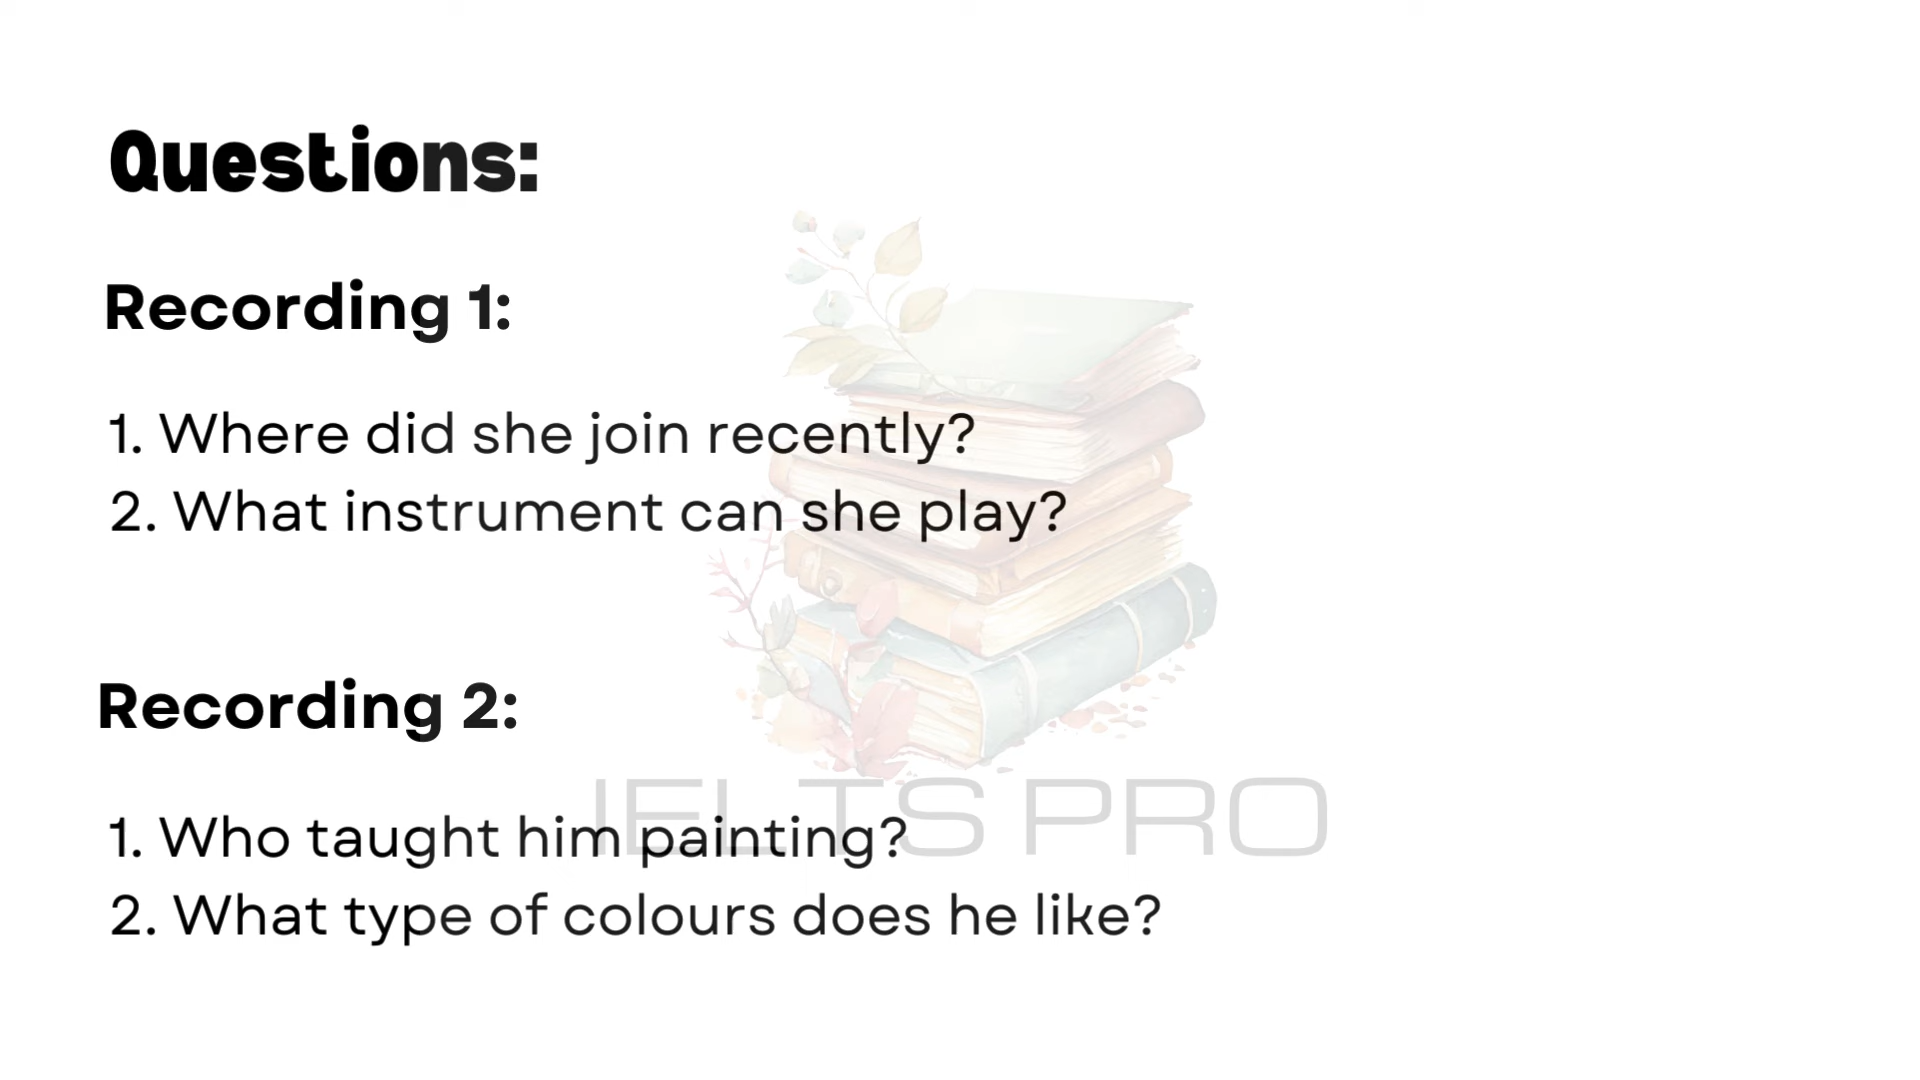 Questions:
Recording 1:
1. Where did she join recently?
2. What instrument can she play?
Recording 2:
IELTS PRO
1. Who taught him painting?
2. What type of colours does he like?